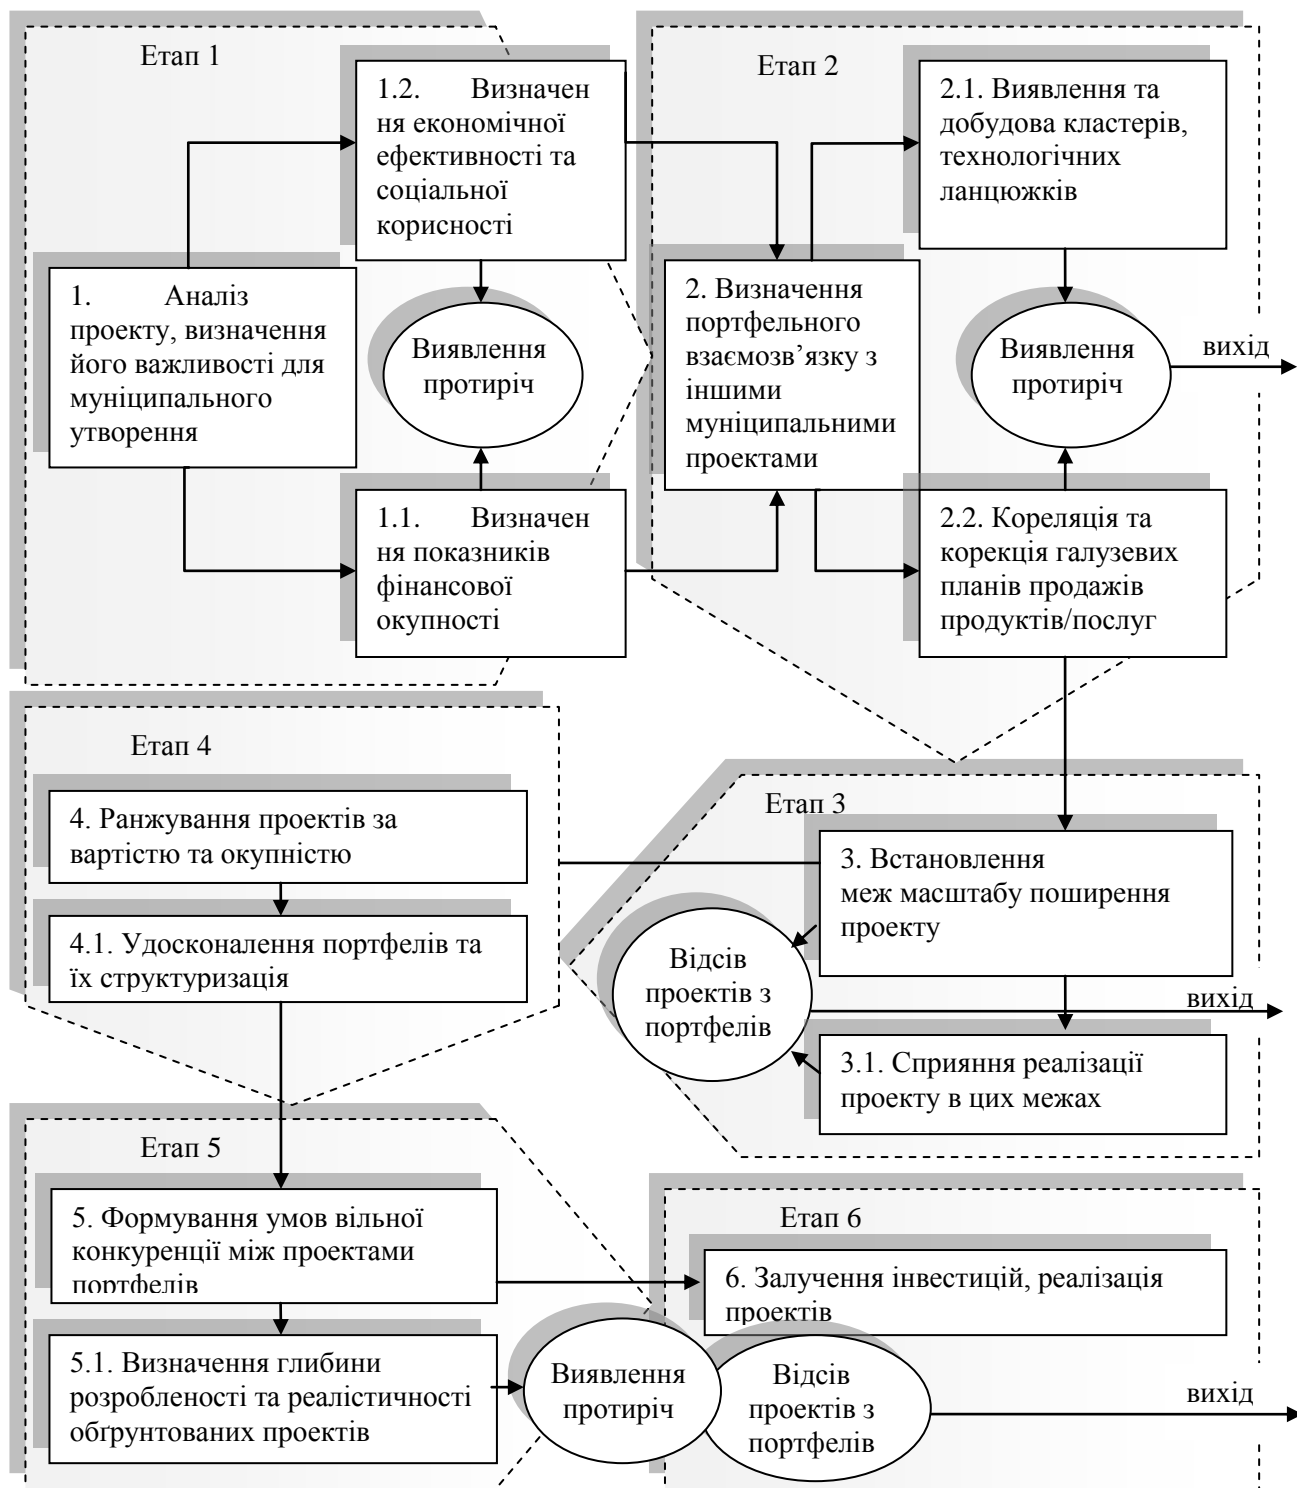 Етап 1
1.2. Визначен
ня економічної
ефективності та
соціальної
корисності
1. Аналіз
проекту, визначення
його важливості для
муніципального
утворення
Виявлення
протиріч
1.1. Визначен
ня показників
фінансової
окупності
Етап 2
2.1. Виявлення та
добудова кластерів,
технологічних
ланцюжків
2. Визначення
портфельного
взаємозв’язку з
іншими
муніципальними
проектами
Виявлення
протиріч
вихід
2.2. Кореляція та
корекція галузевих
планів продажів
продуктів/послуг
Етап 4
4. Ранжування проектів за
вартістю та окупністю
4.1. Удосконалення портфелів та
їх структуризація
Етап 3
3. Встановлення
меж масштабу поширення
проекту
Відсів
проектів з
портфелів
вихід
3.1. Сприяння реалізації
проекту в цих межах
Етап 5
5. Формування умов вільної
конкуренції між проектами
портфелів
5.1. Визначення глибини
розробленості та реалістичності
обґрунтованих проектів
Виявлення
протиріч
Етап 6
6. Залучення інвестицій, реалізація
проектів
Відсів
проектів з
портфелів
вихід